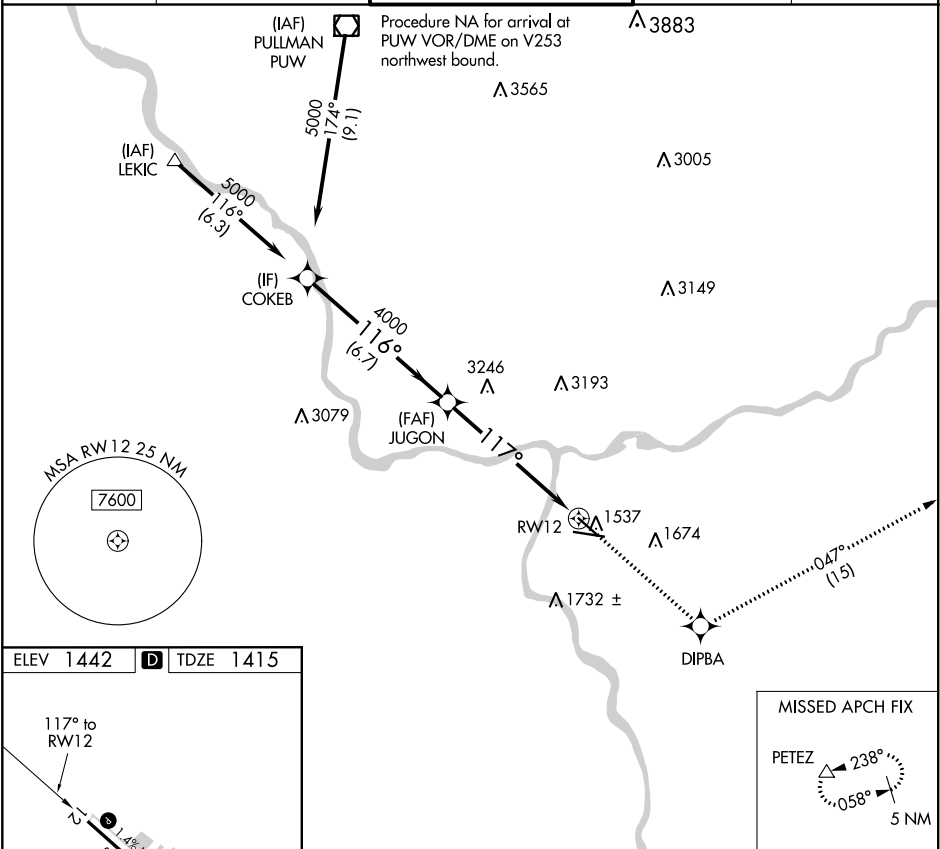 (IAF)
PULLMAN
PUW
Procedure NA for arrival at
PUW VOR/DME on V253
northwest bound.
3883
3565
5000
174°
(9.1)
(IAF)
LEKIC
3005
5000
116°
(6.3)
(IF)
COKEB
3149
4000
116°
(6.7)
3246
3193
3079
(FAF)
JUGON
117°
MSA RW12 25 NM
7600
RW12
1537
1674
047°
(15)
1732 ±
DIPBA
ELEV 1442 D TDZE 1415
117° to
RW12
12
P
1.4%
MISSED APCH FIX
PETEZ
238°
058°
5 NM